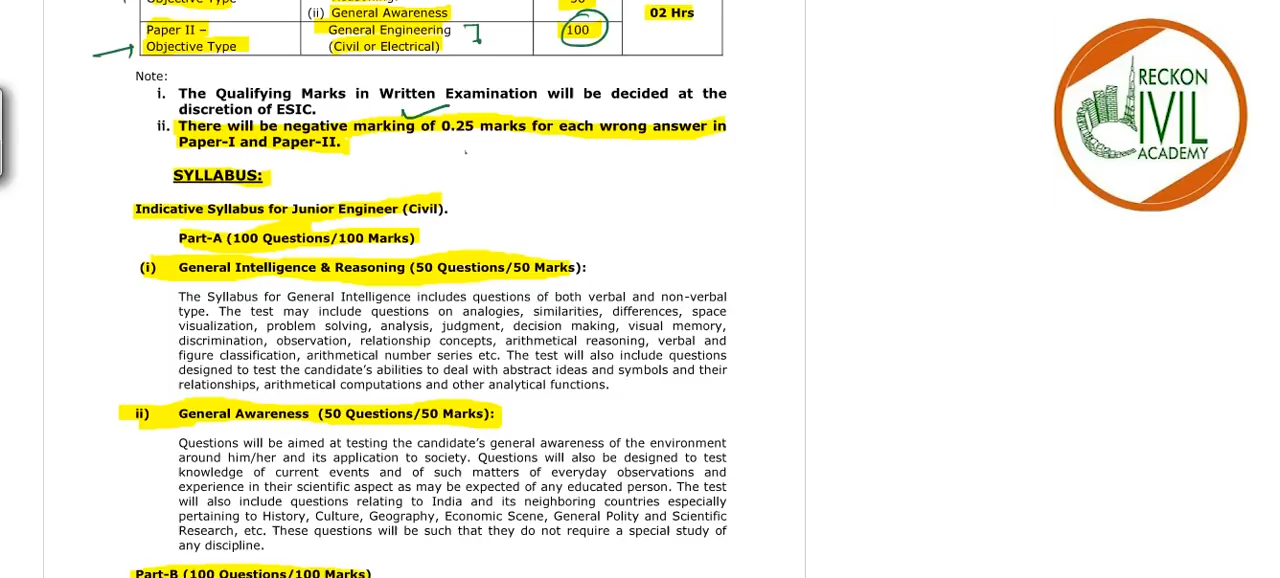 Objective Type
Reasoning.
50
(ii) General Awareness
02 Hrs
Paper II –
General Engineering
100
Objective Type
(Civil or Electrical)
Note:
i. The Qualifying Marks in Written Examination will be decided at the
discretion of ESIC.
ii. There will be negative marking of 0.25 marks for each wrong answer in
Paper-I and Paper-II.
SYLLABUS:
Indicative Syllabus for Junior Engineer (Civil).
Part-A (100 Questions/100 Marks)
(i) General Intelligence & Reasoning (50 Questions/50 Marks):
The Syllabus for General Intelligence includes questions of both verbal and non-verbal
type. The test may include questions on analogies, similarities, differences, space
visualization, problem solving, analysis, judgment, decision making, visual memory,
discrimination, observation, relationship concepts, arithmetical reasoning, verbal and
figure classification, arithmetical number series etc. The test will also include questions
designed to test the candidate's abilities to deal with abstract ideas and symbols and their
relationships, arithmetical computations and other analytical functions.
ii) General Awareness (50 Questions/50 Marks):
Questions will be aimed at testing the candidate's general awareness of the environment
around him/her and its application to society. Questions will also be designed to test
knowledge of current events and of such matters of everyday observations and
experience in their scientific aspect as may be expected of any educated person. The test
will also include questions relating to India and its neighboring countries especially
pertaining to History, Culture, Geography, Economic Scene, General Polity and Scientific
Research, etc. These questions will be such that they do not require a special study of
any discipline.
Part-B (100 Questions/100 Marks)
RECKON
CIVIL
ACADEMY